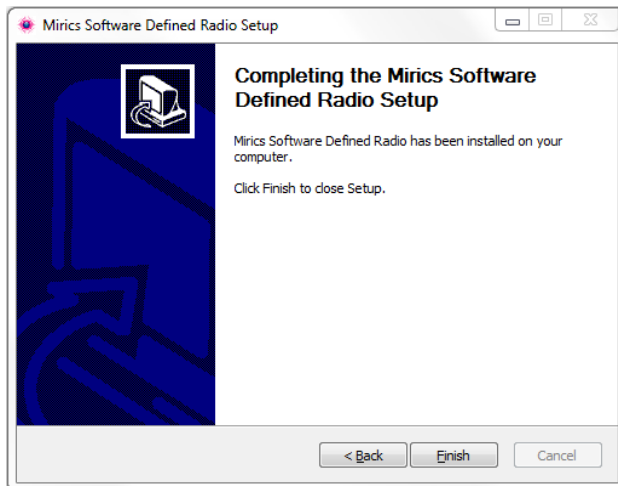 Mirics Software Defined Radio Setup
Completing the Mirics Software
Defined Radio Setup
Mirics Software Defined Radio has been installed on your
computer.
Click Finish to close Setup.
< Back
Finish
Cancel